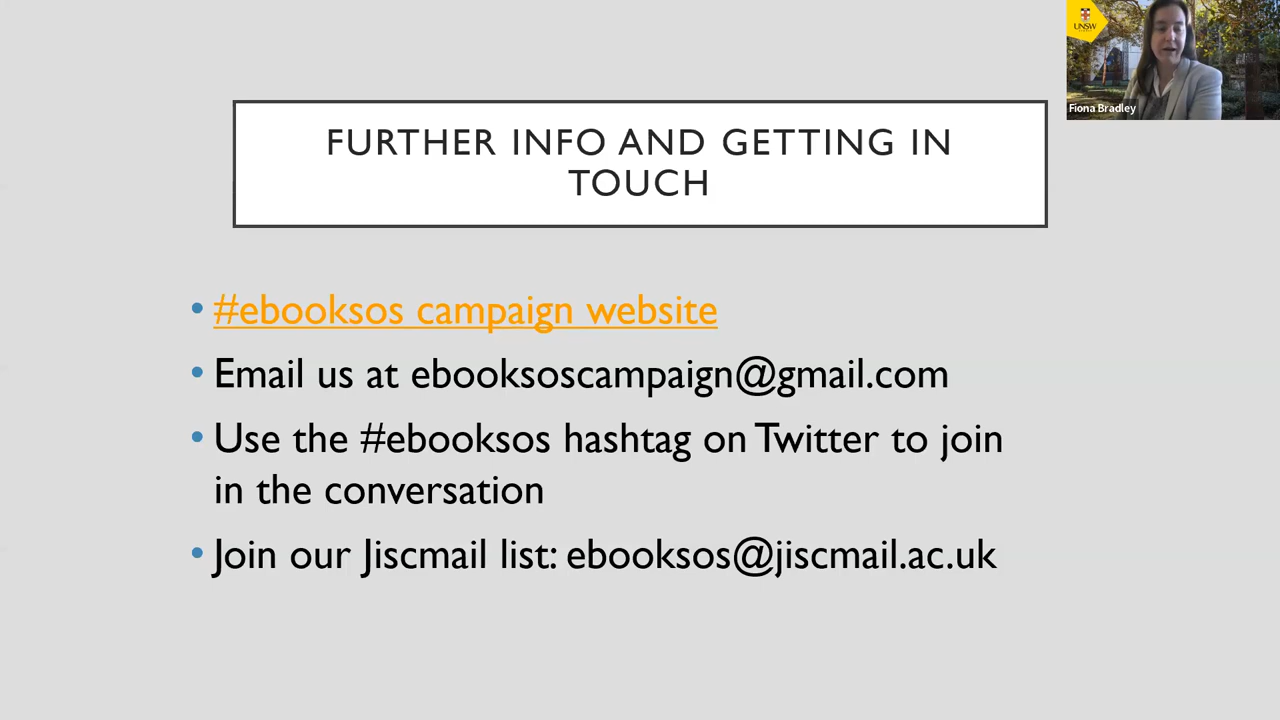 UNSW
Fiona Bradley
FURTHER INFO AND GETTING IN
TOUCH
#ebooksos campaign website
Email us at ebooksoscampaign@gmail.com
Use the #ebooksos hashtag on Twitter to join
in the conversation
Join our Jiscmail list: ebooksos@jiscmail.ac.uk